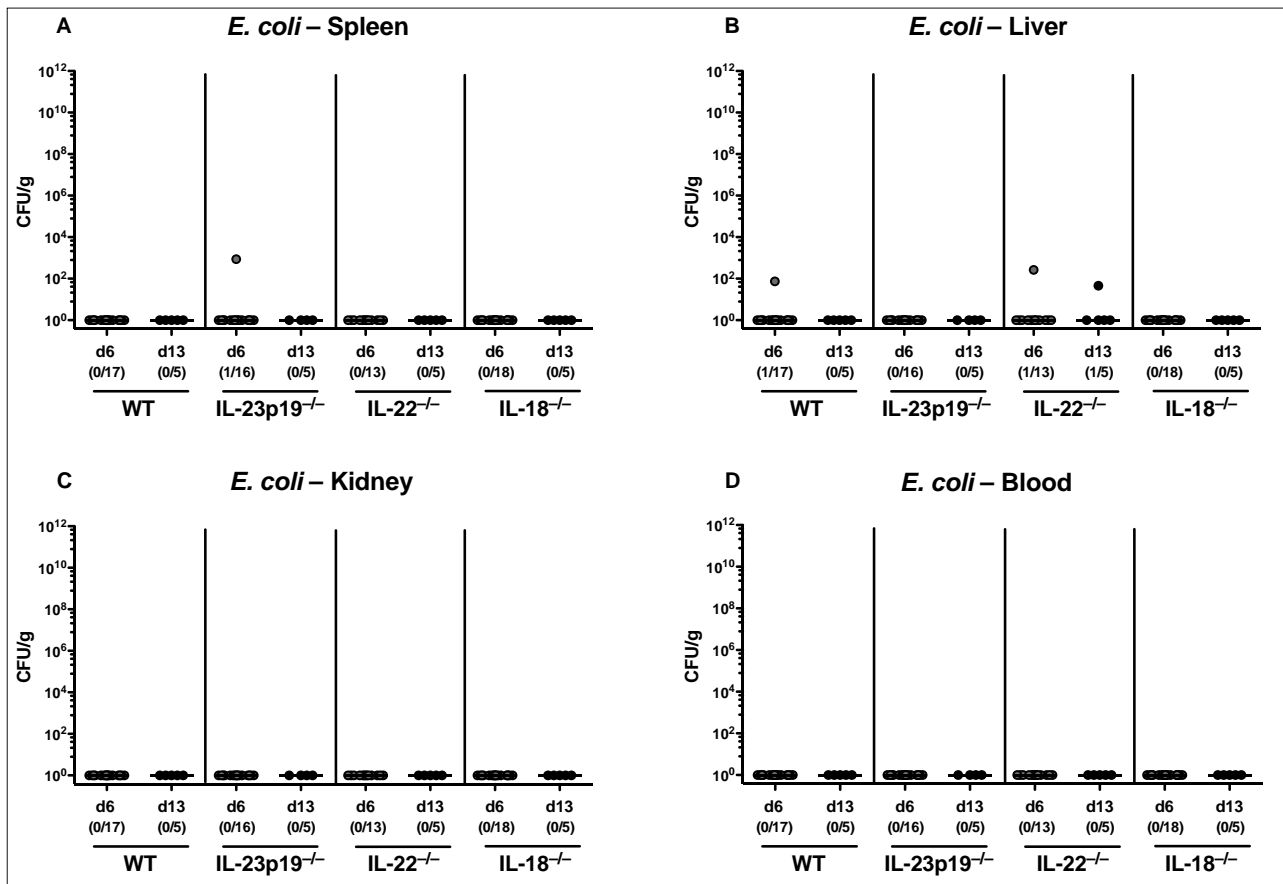 A
E. coli – Spleen
CFU/g
10¹²
10¹⁰
10⁸
10⁶
10⁴
10²
10⁰
d6 d13 d6 d13 d6 d13 d6 d13
(0/17) (0/5) (1/16) (0/5) (0/13) (0/5) (0/18) (0/5)
WT IL-23p19⁻/⁻ IL-22⁻/⁻ IL-18⁻/⁻
B
E. coli – Liver
CFU/g
10¹²
10¹⁰
10⁸
10⁶
10⁴
10²
10⁰
d6 d13 d6 d13 d6 d13 d6 d13
(1/17) (0/5) (0/16) (0/5) (1/13) (1/5) (0/18) (0/5)
WT IL-23p19⁻/⁻ IL-22⁻/⁻ IL-18⁻/⁻
C
E. coli – Kidney
CFU/g
10¹²
10¹⁰
10⁸
10⁶
10⁴
10²
10⁰
d6 d13 d6 d13 d6 d13 d6 d13
(0/17) (0/5) (0/16) (0/5) (0/13) (0/5) (0/18) (0/5)
WT IL-23p19⁻/⁻ IL-22⁻/⁻ IL-18⁻/⁻
D
E. coli – Blood
CFU/g
10¹²
10¹⁰
10⁸
10⁶
10⁴
10²
10⁰
d6 d13 d6 d13 d6 d13 d6 d13
(0/17) (0/5) (0/16) (0/5) (0/13) (0/5) (0/18) (0/5)
WT IL-23p19⁻/⁻ IL-22⁻/⁻ IL-18⁻/⁻